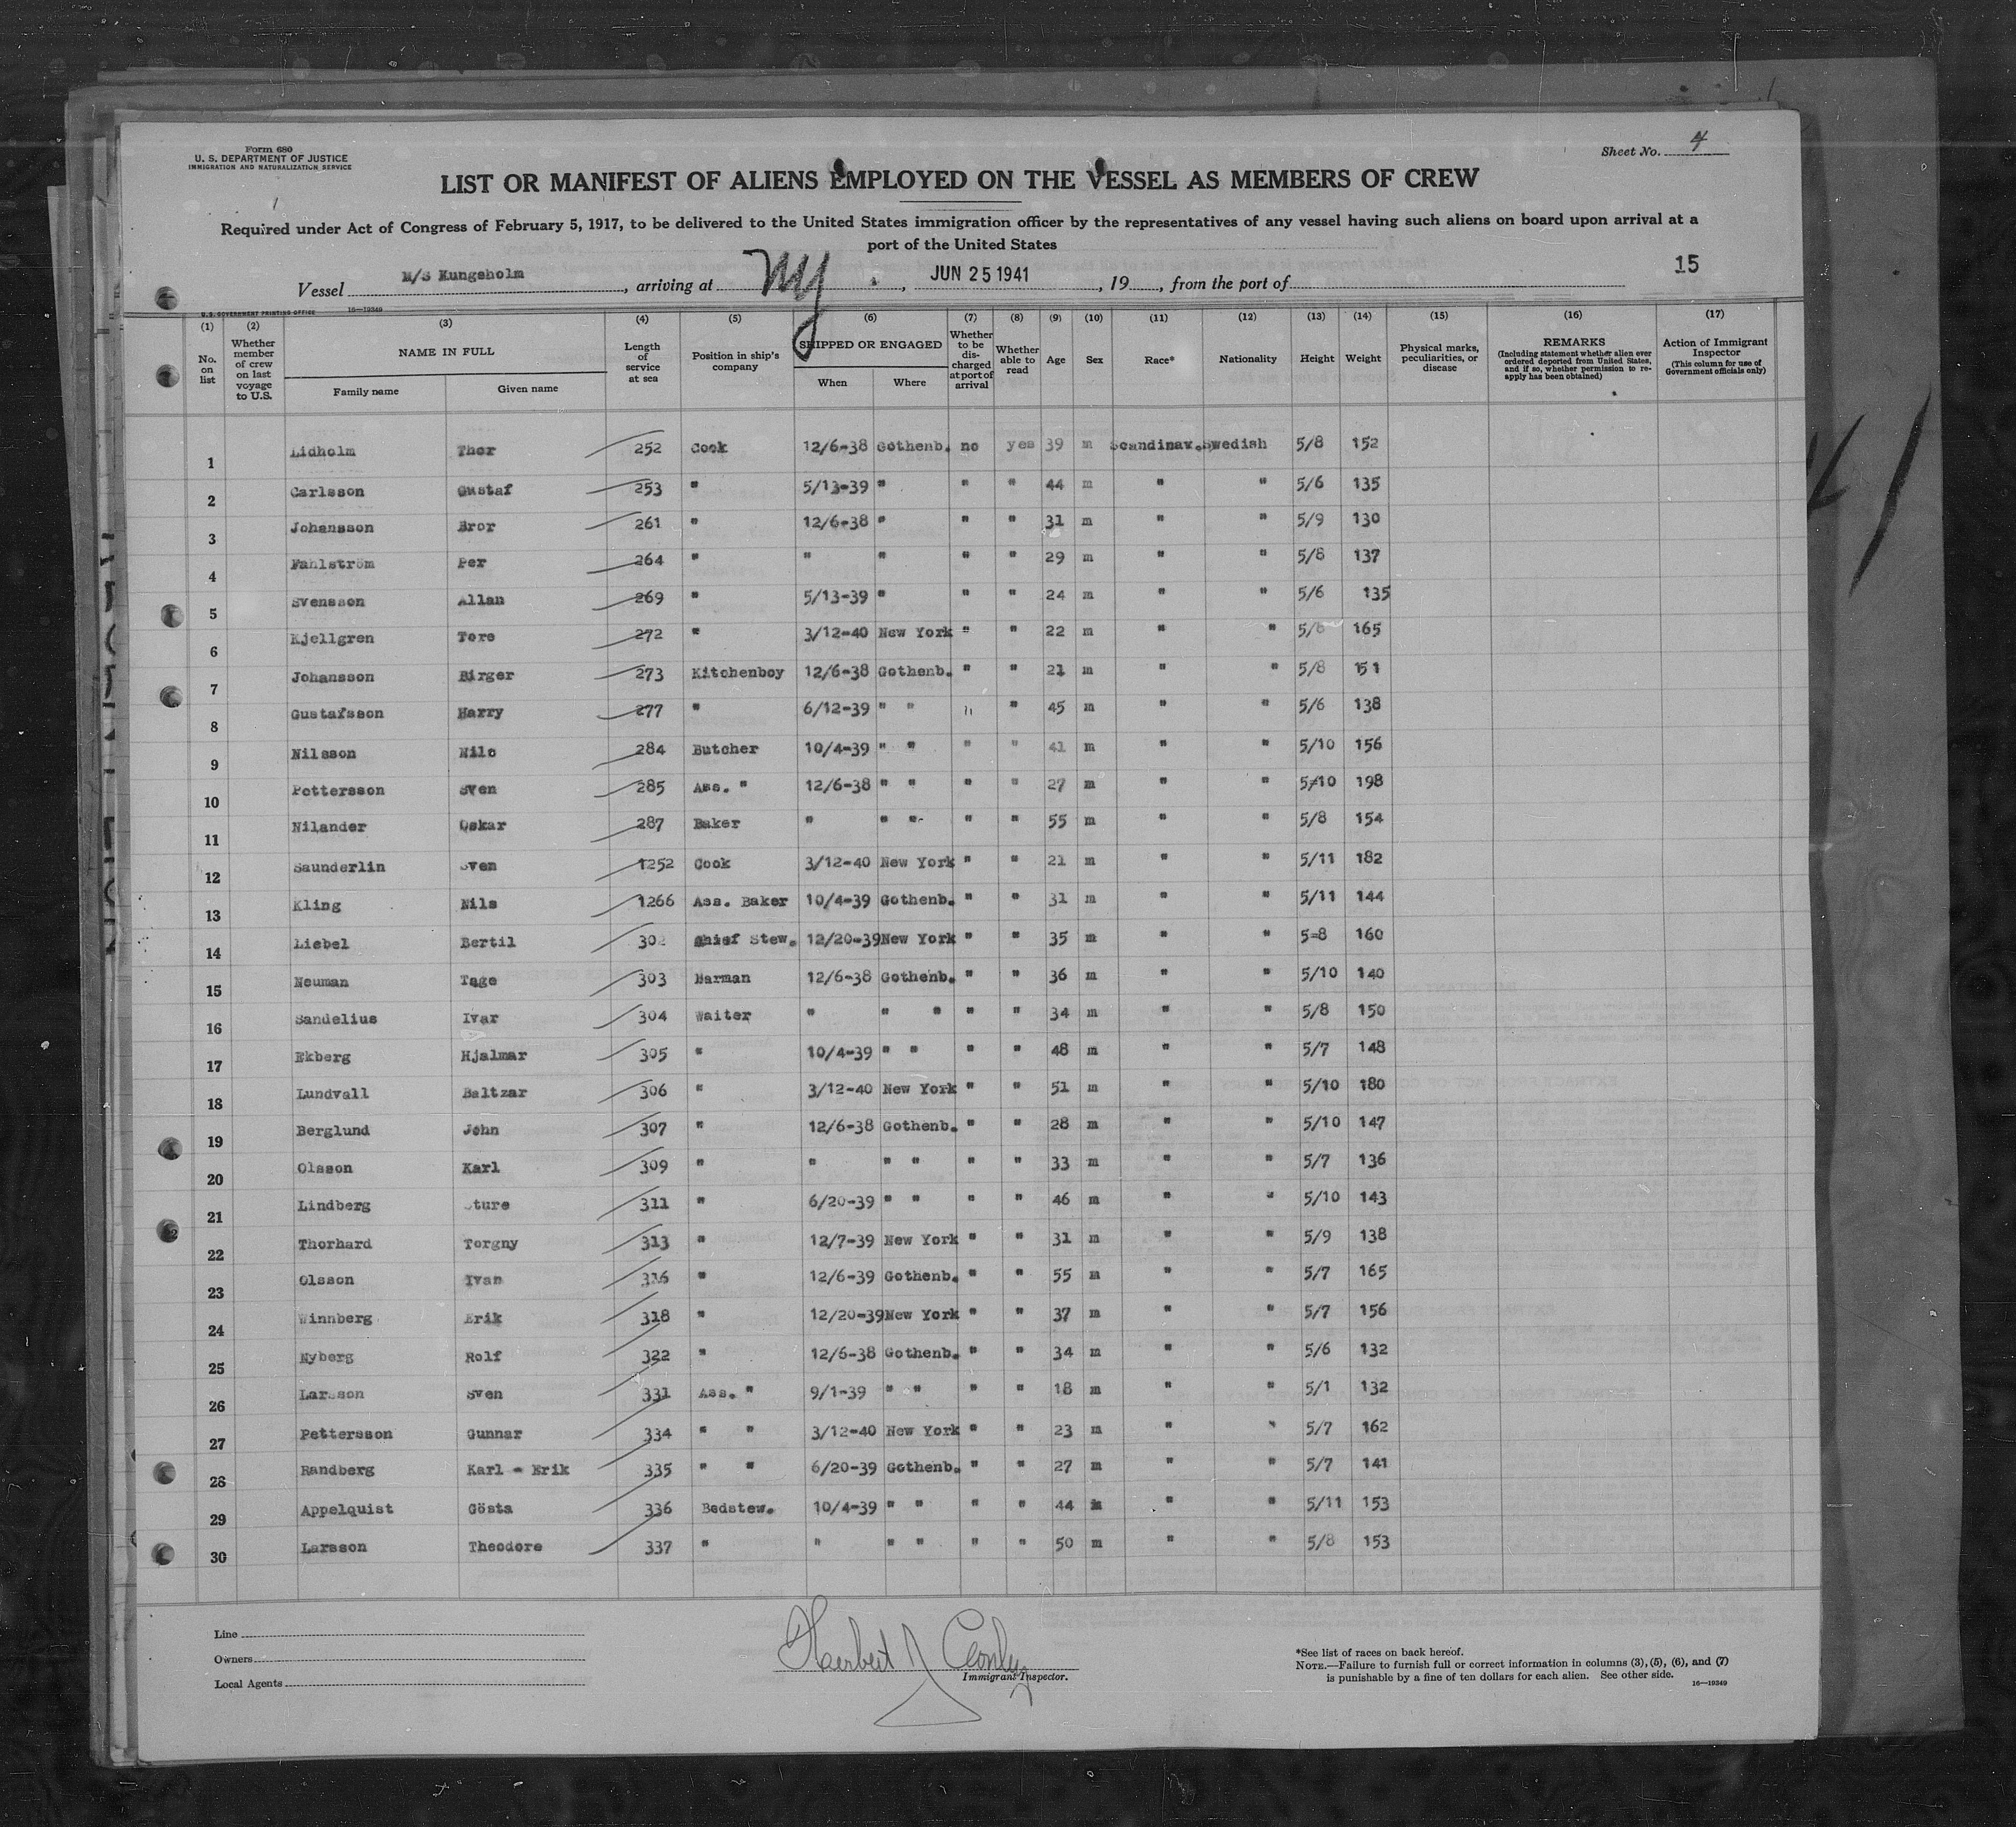 Form 680
U. S. DEPARTMENT OF JUSTICE
IMMIGRATION AND NATURALIZATION SERVICE
Sheet No. 4
LIST OR MANIFEST OF ALIENS EMPLOYED ON THE VESSEL AS MEMBERS OF CREW
Required under Act of Congress of February 5, 1917, to be delivered to the United States immigration officer by the representatives of any vessel having such aliens on board upon arrival at a
port of the United States
15
Vessel M/S Kungsholm, arriving at NY, JUN 25 1941, 19, from the port of
U. S. GOVERNMENT PRINTING OFFICE 16—19349
(1) (2) (3) (4) (5) (6) (7) (8) (9) (10) (11) (12) (13) (14) (15) (16) (17)
No. on list
Whether member of crew on last voyage to U.S.
NAME IN FULL
Family name Given name
Length of service at sea
Position in ship's company
SHIPPED OR ENGAGED
When Where
Whether to be discharged at port of arrival
Whether able to read
Age Sex Race* Nationality Height Weight
Physical marks, peculiarities, or disease
REMARKS
(Including statement whether alien ever ordered deported from United States, and if so, whether permission to re-apply has been obtained)
Action of Immigrant Inspector
(This column for use of Government officials only)
1 Lidholm Thor 252 Cook 12/6-38 Gothenb. no yes 39 m Scandinav. Swedish 5/8 152
2 Carlsson Gustaf 253 " 5/13-39 " " " 44 m " " 5/6 135
3 Johansson Bror 261 " 12/6-38 " " " 31 m " " 5/9 130
4 Fahlström Per 264 " " " " " 29 m " " 5/8 137
5 Svensson Allan 269 " 5/13-39 " " " 24 m " " 5/6 135
6 Kjellgren Tore 272 " 3/12-40 New York " " 22 m " " 5/6 165
7 Johansson Birger 273 Kitchenboy 12/6-38 Gothenb. " " 21 m " " 5/8 151
8 Gustafsson Harry 277 " 6/12-39 " " " " 45 m " " 5/6 138
9 Nilsson Nils 284 Butcher 10/4-39 " " " " 41 m " " 5/10 156
10 Pettersson Sven 285 Ass. " 12/6-38 " " " " 27 m " " 5/10 198
11 Nilander Oskar 287 Baker " " " " " 55 m " " 5/8 154
12 Saunderlin Sven 1252 Cook 3/12-40 New York " " 21 m " " 5/11 182
13 Kling Nils 1266 Ass. Baker 10/4-39 Gothenb. " " 31 m " " 5/11 144
14 Liebel Bertil 302 Chief Stew. 12/20-39 New York " " 35 m " " 5=8 160
15 Neuman Tage 303 Barman 12/6-38 Gothenb. " " 36 m " " 5/10 140
16 Sandelius Ivar 304 Waiter " " " " " 34 m " " 5/8 150
17 Ekberg Hjalmar 305 " 10/4-39 " " " " 48 m " " 5/7 148
18 Lundvall Baltzar 306 " 3/12-40 New York " " 51 m " " 5/10 180
19 Berglund John 307 " 12/6-38 Gothenb. " " 28 m " " 5/10 147
20 Olsson Karl 309 " " " " " " 33 m " " 5/7 136
21 Lindberg Sture 311 " 6/20-39 " " " " 46 m " " 5/10 143
22 Thorhard Torgny 313 " 12/7-39 New York " " 31 m " " 5/9 138
23 Olsson Ivan 316 " 12/6-39 Gothenb. " " 55 m " " 5/7 165
24 Winnberg Erik 318 " 12/20-39 New York " " 37 m " " 5/7 156
25 Nyberg Rolf 322 " 12/6-38 Gothenb. " " 34 m " " 5/6 132
26 Larsson Sven 331 Ass. " 9/1-39 " " " " 18 m " " 5/1 132
27 Pettersson Gunnar 334 " " 3/12-40 New York " " 23 m " " 5/7 162
28 Randberg Karl - Erik 335 " " 6/20-39 Gothenb. " " 27 m " " 5/7 141
29 Appelquist Gösta 336 Bedstew. 10/4-39 " " " " 44 m " " 5/11 153
30 Larsson Theodore 337 " " " " " " 50 m " " 5/8 153
Line
Owners
Local Agents
Herbert J Conley
Immigrant Inspector.
*See list of races on back hereof.
NOTE.—Failure to furnish full or correct information in columns (3), (5), (6), and (7)
is punishable by a fine of ten dollars for each alien. See other side.
16—19349